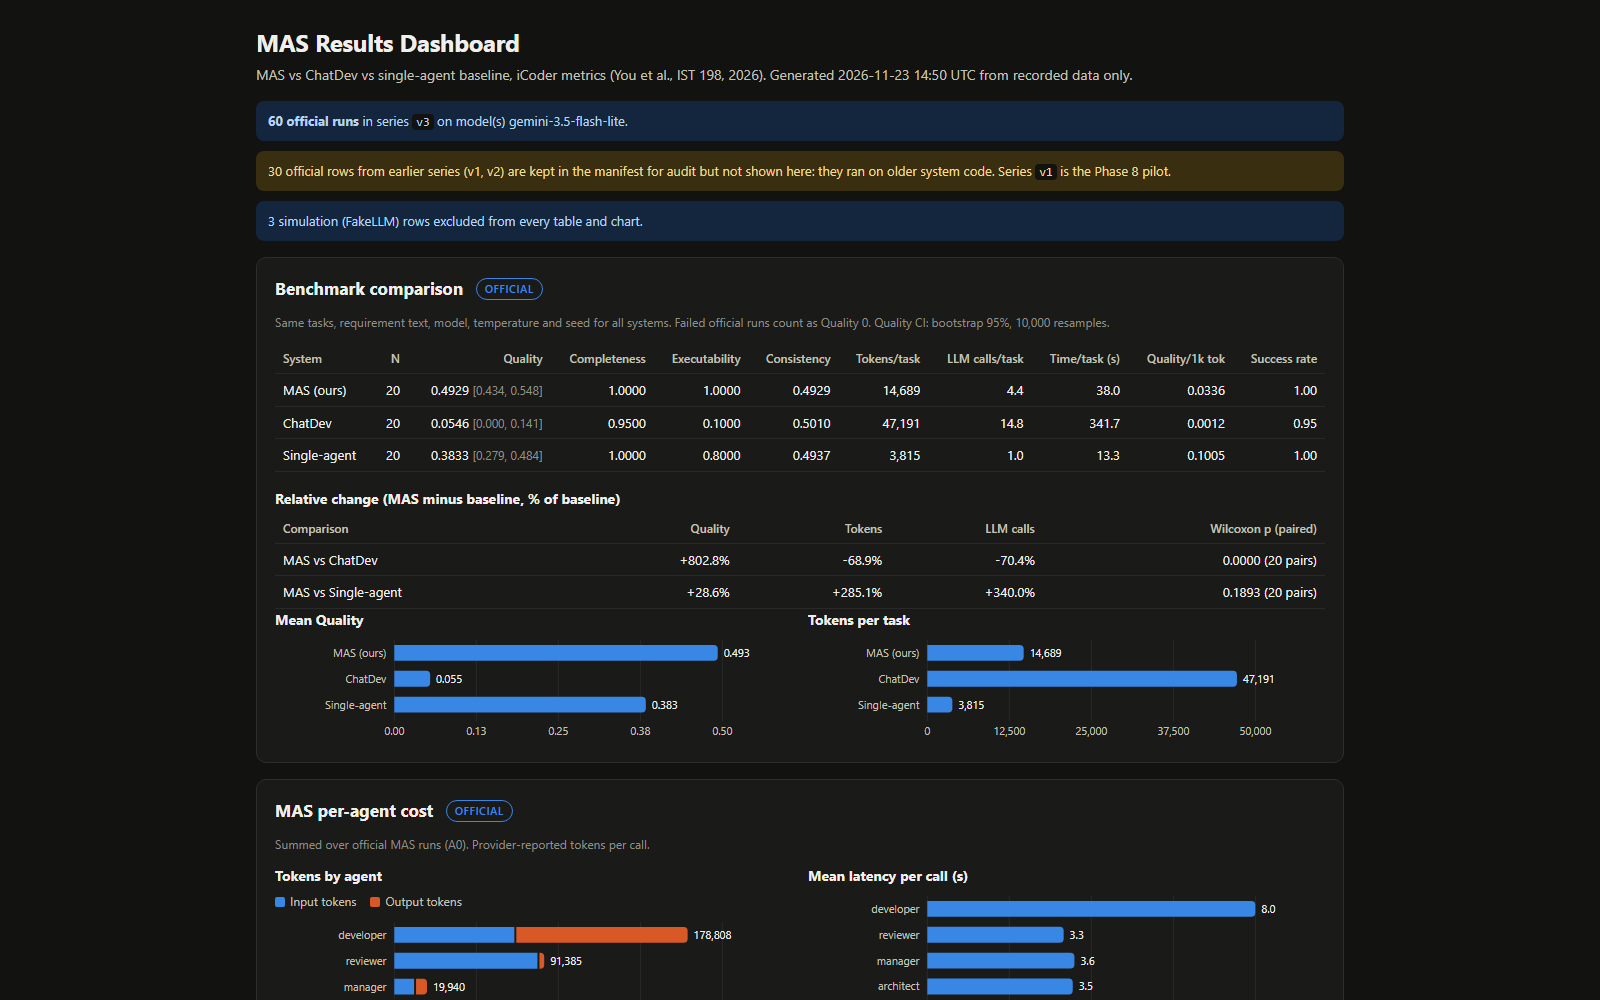 MAS Results Dashboard
MAS vs ChatDev vs single-agent baseline, iCoder metrics (You et al., IST 198, 2026). Generated 2026-11-23 14:50 UTC from recorded data only.
60 official runs in series v3 on model(s) gemini-3.5-flash-lite.
30 official rows from earlier series (v1, v2) are kept in the manifest for audit but not shown here: they ran on older system code. Series v1 is the Phase 8 pilot.
3 simulation (FakeLLM) rows excluded from every table and chart.
Benchmark comparison OFFICIAL
Same tasks, requirement text, model, temperature and seed for all systems. Failed official runs count as Quality 0. Quality CI: bootstrap 95%, 10,000 resamples.
System N Quality Completeness Executability Consistency Tokens/task LLM calls/task Time/task (s) Quality/1k tok Success rate
MAS (ours) 20 0.4929 [0.434, 0.548] 1.0000 1.0000 0.4929 14,689 4.4 38.0 0.0336 1.00
ChatDev 20 0.0546 [0.000, 0.141] 0.9500 0.1000 0.5010 47,191 14.8 341.7 0.0012 0.95
Single-agent 20 0.3833 [0.279, 0.484] 1.0000 0.8000 0.4937 3,815 1.0 13.3 0.1005 1.00
Relative change (MAS minus baseline, % of baseline)
Comparison Quality Tokens LLM calls Wilcoxon p (paired)
MAS vs ChatDev +802.8% -68.9% -70.4% 0.0000 (20 pairs)
MAS vs Single-agent +28.6% +285.1% +340.0% 0.1893 (20 pairs)
Mean Quality
MAS (ours) 0.493
ChatDev 0.055
Single-agent 0.383
0.00 0.13 0.25 0.38 0.50
Tokens per task
MAS (ours) 14,689
ChatDev 47,191
Single-agent 3,815
0 12,500 25,000 37,500 50,000
MAS per-agent cost OFFICIAL
Summed over official MAS runs (A0). Provider-reported tokens per call.
Tokens by agent
Input tokens Output tokens
developer 178,808
reviewer 91,385
manager 19,940
Mean latency per call (s)
developer 8.0
reviewer 3.3
manager 3.6
architect 3.5